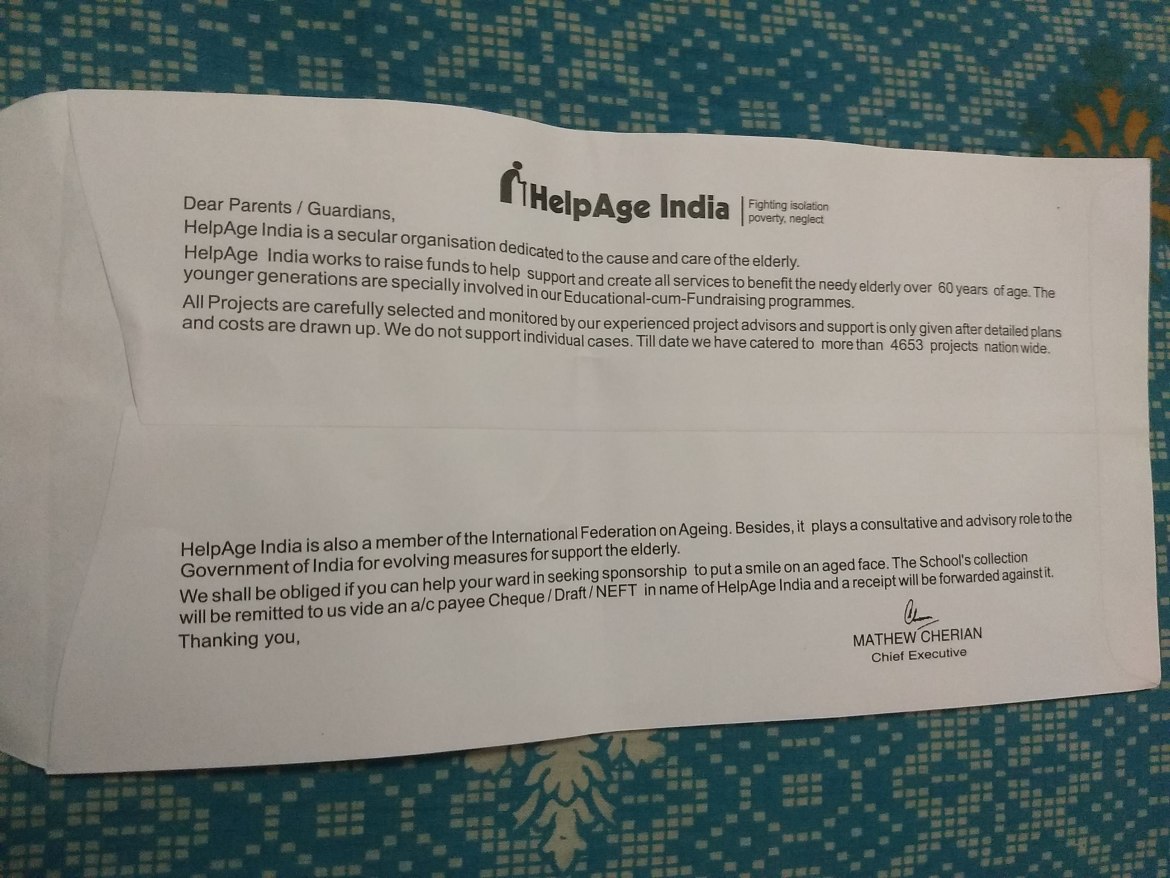 HelpAge India
Fighting isolation
poverty, neglect
Dear Parents / Guardians,
HelpAge India is a secular organisation dedicated to the cause and care of the elderly.
HelpAge India works to raise funds to help support and create all services to benefit the needy elderly over 60 years of age. The
younger generations are specially involved in our Educational-cum-Fundraising programmes.
All Projects are carefully selected and monitored by our experienced project advisors and support is only given after detailed plans
and costs are drawn up. We do not support individual cases. Till date we have catered to more than 4653 projects nation wide.
HelpAge India is also a member of the International Federation on Ageing. Besides, it plays a consultative and advisory role to the
Government of India for evolving measures for support the elderly.
We shall be obliged if you can help your ward in seeking sponsorship to put a smile on an aged face. The School's collection
will be remitted to us vide an a/c payee Cheque / Draft / NEFT in name of HelpAge India and a receipt will be forwarded against it.
Thanking you,
MATHEW CHERIAN
Chief Executive